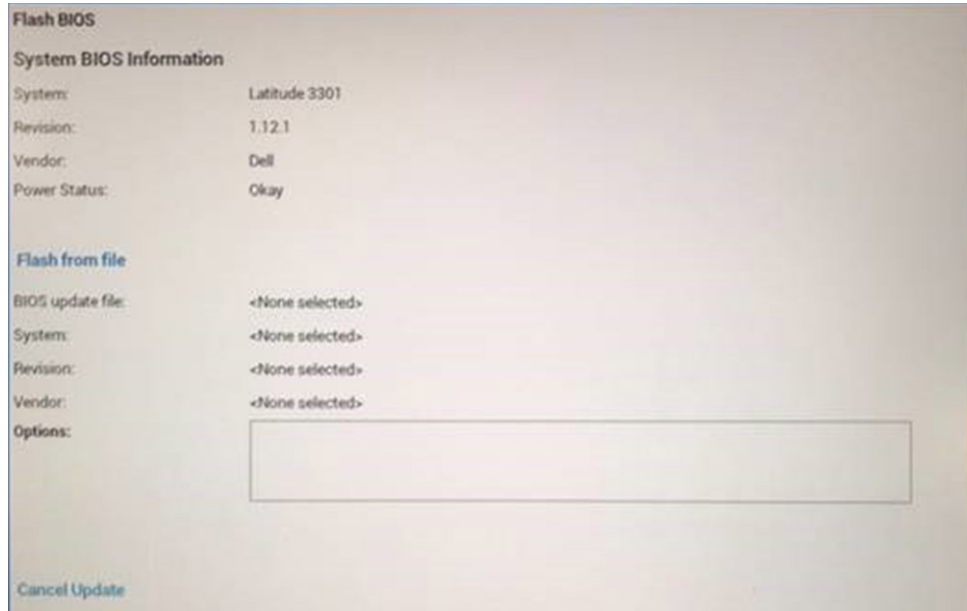 Flash BIOS
System BIOS Information
System: Latitude 3301
Revision: 1.12.1
Vendor: Dell
Power Status: Okay
Flash from file
BIOS update file: <None selected>
System: <None selected>
Revision: <None selected>
Vendor: <None selected>
Options:
Cancel Update